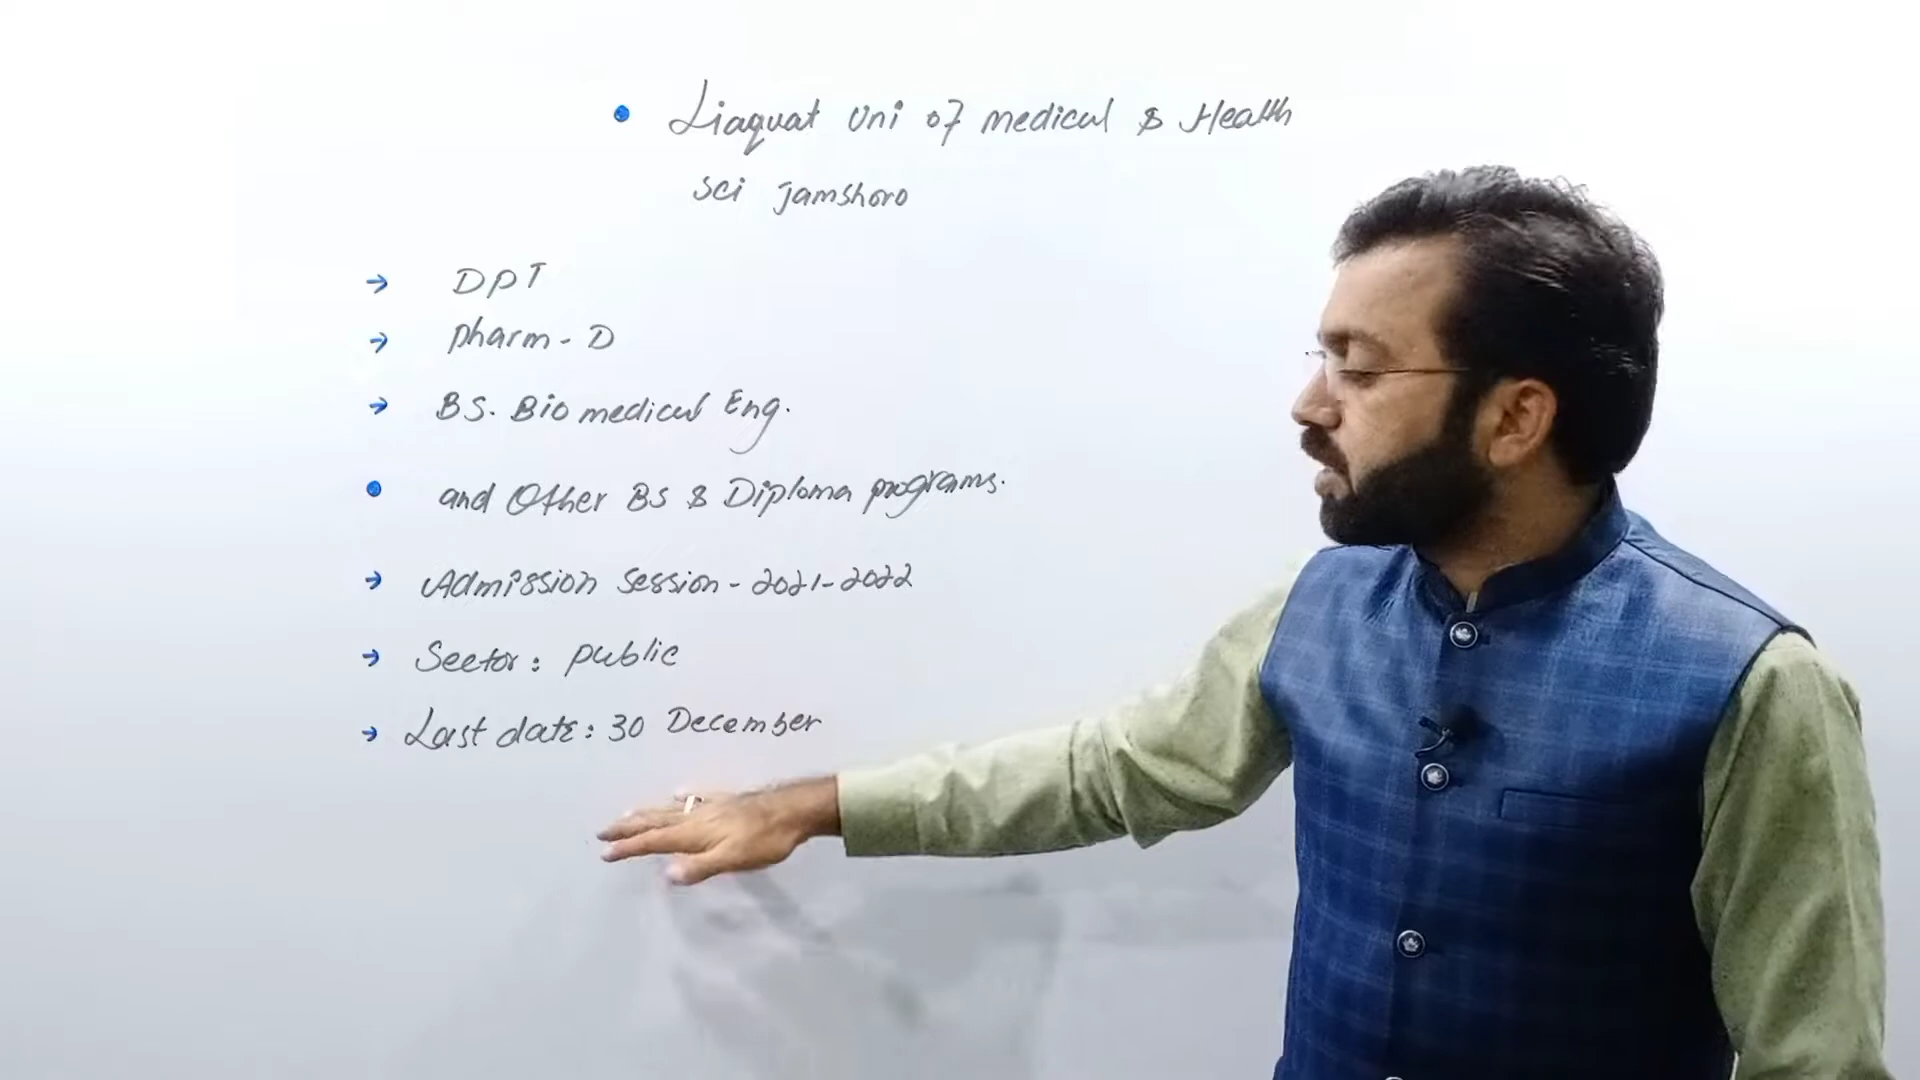 • Liaquat Uni of medical & Health
Sci Jamshoro
→ DPT
→ Pharm-D
→ BS. Bio medical Eng.
• and Other BS & Diploma programs.
→ Admission Session - 2021-2022
→ Sector: public
→ Last date: 30 December